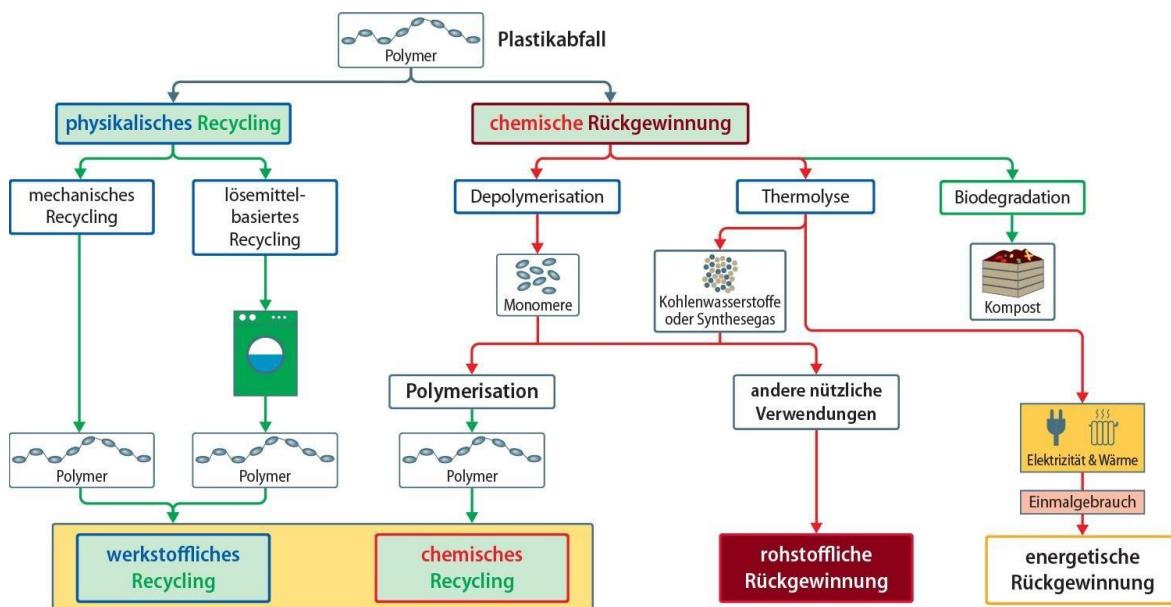 Plastikabfall
Polymer
physikalisches Recycling
chemische Rückgewinnung
mechanisches
Recycling
lösemittel-
basiertes
Recycling
Depolymerisation
Thermolyse
Biodegradation
Monomere
Kohlenwasserstoffe
oder Synthesegas
Kompost
Polymerisation
andere nützliche
Verwendungen
Polymer
Polymer
Polymer
Elektrizität & Wärme
Einmalgebrauch
werkstoffliches
Recycling
chemisches
Recycling
rohstoffliche
Rückgewinnung
energetische
Rückgewinnung